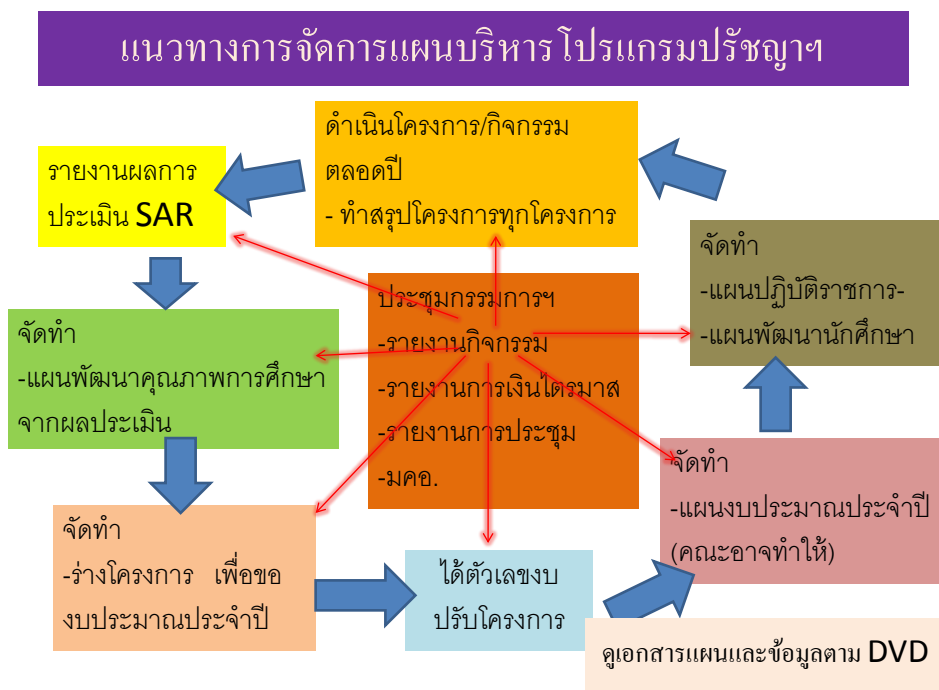 แนวทางการจัดการแผนบริหารโปรแกรมปรัชญาฯ
ดำเนินโครงการ/กิจกรรม
ตลอดปี
- ทำสรุปโครงการทุกโครงการ
รายงานผลการ
ประเมิน SAR
จัดทำ
-แผนพัฒนาคุณภาพการศึกษา
จากผลประเมิน
จัดทำ
-ร่างโครงการ เพื่อขอ
งบประมาณประจำปี
ได้ตัวเลขงบ
ปรับโครงการ
จัดทำ
-แผนงบประมาณประจำปี
(คณะอาจทำให้)
จัดทำ
-แผนปฏิบัติราชการ-
-แผนพัฒนานักศึกษา
ประชุมกรรมการฯ
-รายงานกิจกรรม
-รายงานการเงินไตรมาส
-รายงานการประชุม
-มคอ.
ดูเอกสารแผนและข้อมูลตาม DVD